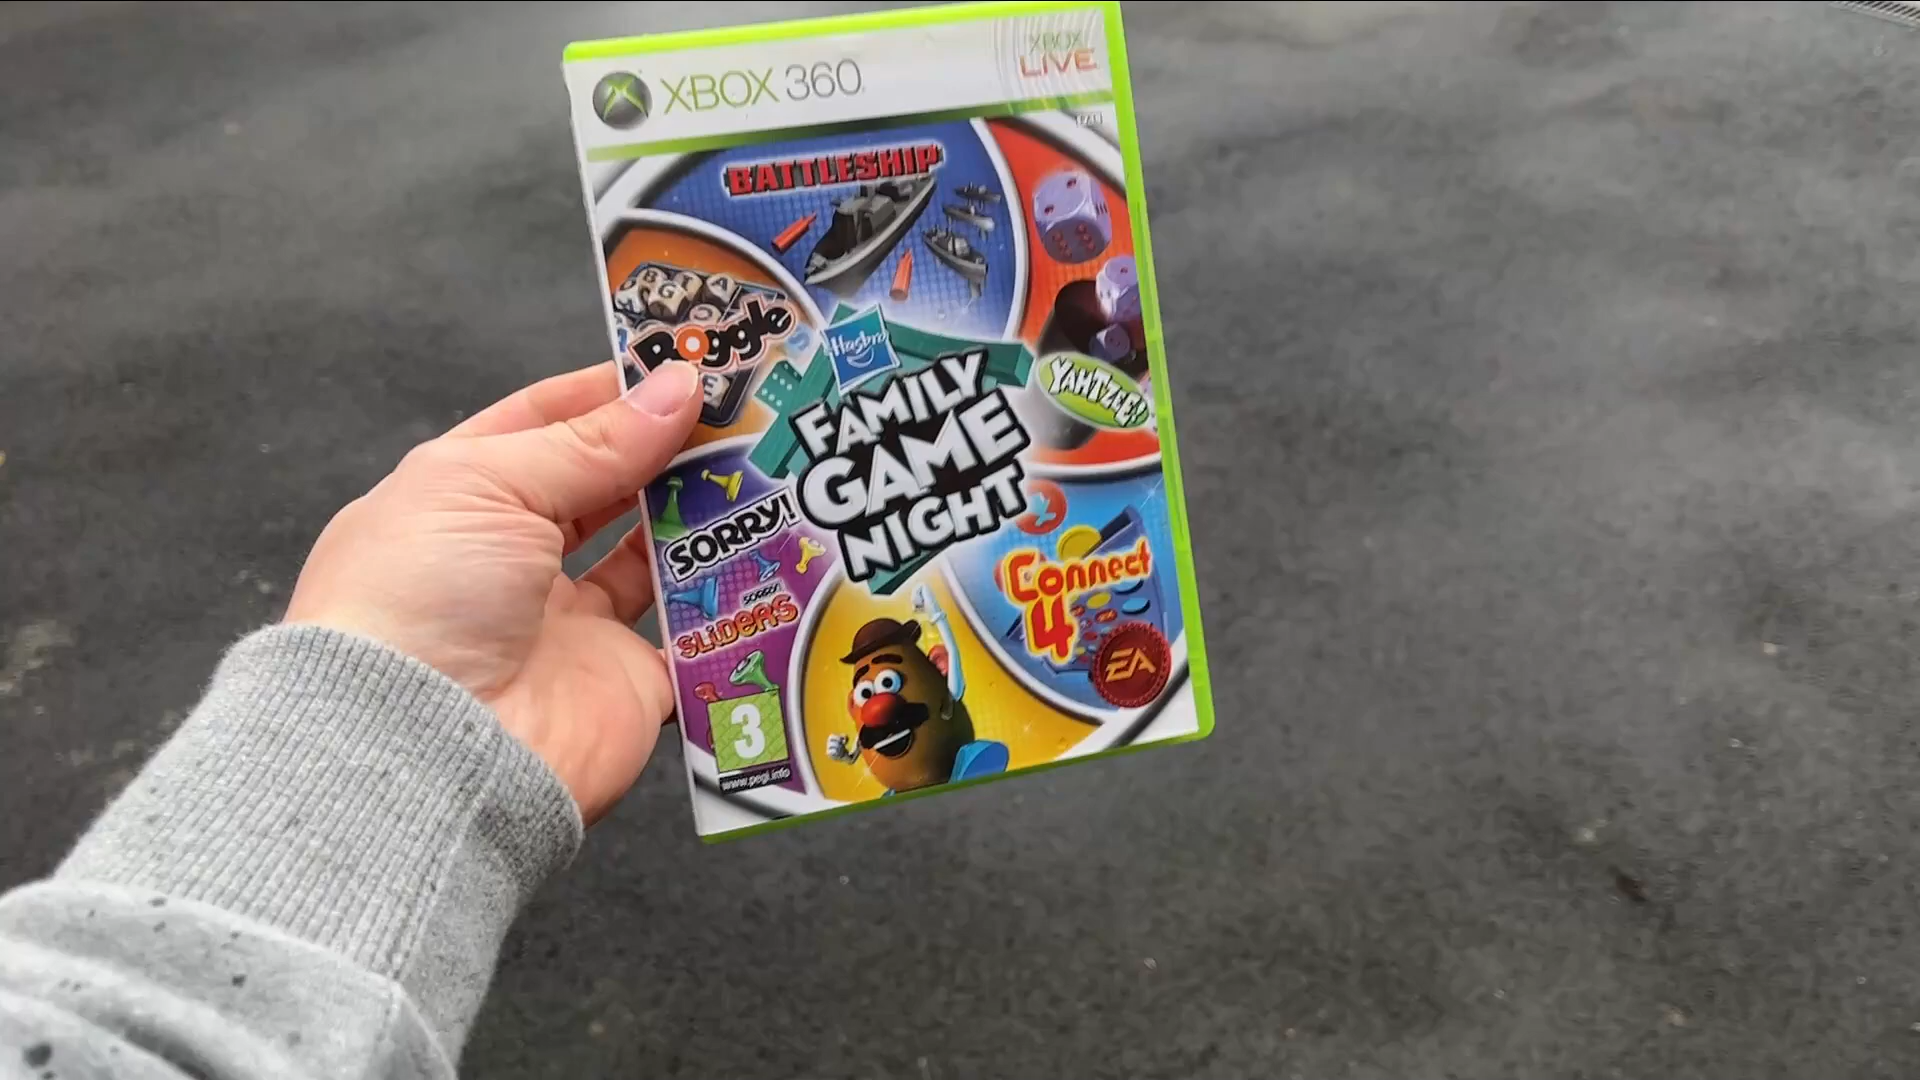 XBOX 360
XBOX
LIVE
PAL
BATTLESHIP
Boggle
Hasbro
YAHTZEE!
FAMILY
GAME
NIGHT
SORRY!
SORRY!
SLIDERS
Connect
4
EA
3
www.pegi.info